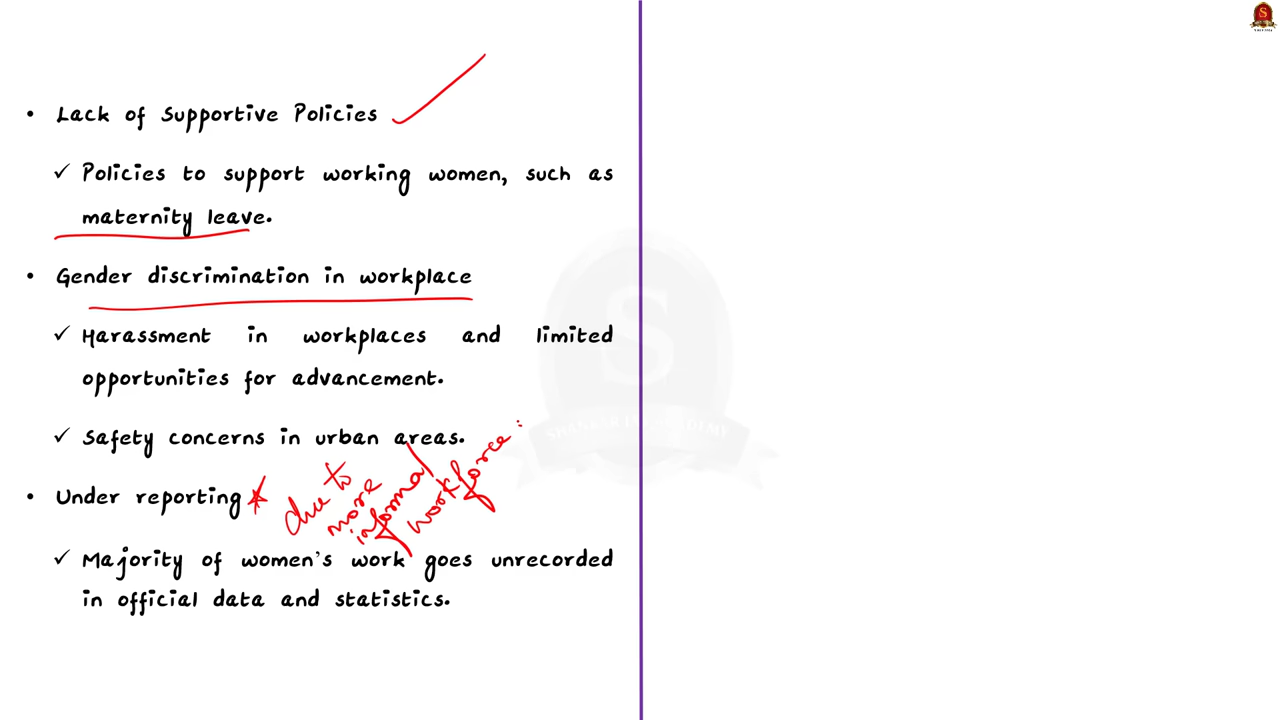 • Lack of Supportive Policies
✓ Policies to support working women, such as
maternity leave.
• Gender discrimination in workplace
✓ Harassment in workplaces and limited
opportunities for advancement.
✓ Safety concerns in urban areas.
• Under reporting
due to
more
informal
workforce
✓ Majority of women's work goes unrecorded
in official data and statistics.
S